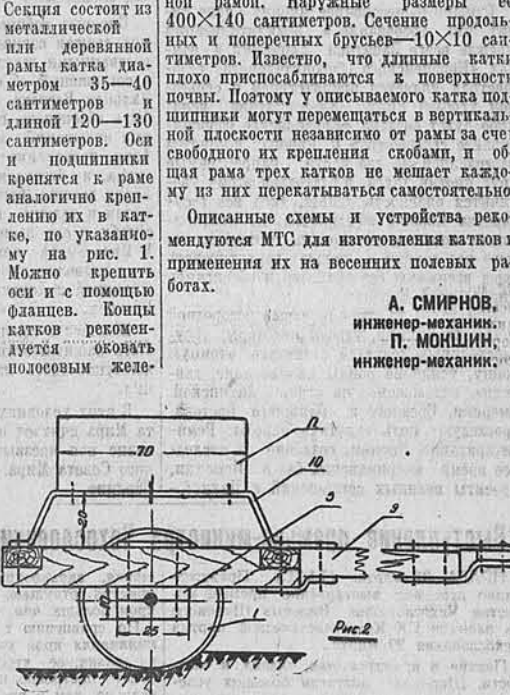 Секция состоит из
металлической
или деревянной
рамы катка диа-
метром 35—40
сантиметров и
длиной 120—130
сантиметров. Оси
и подшипники
крепятся к раме
аналогично креп-
лению их в кат-
ке, по указанно-
му на рис. 1.
Можно крепить
оси и с помощью
фланцев. Концы
катков рекомен-
дуется оковать
полосовым желе-
ной рамой. Наружные размеры ее
400×140 сантиметров. Сечение продоль-
ных и поперечных брусьев—10×10 сан-
тиметров. Известно, что длинные катки
плохо приспосабливаются к поверхности
почвы. Поэтому у описываемого катка под-
шипники могут перемещаться в вертикаль-
ной плоскости независимо от рамы за сче
свободного их крепления скобами, и об-
щая рама трех катков не мешает каждо-
му из них перекатываться самостоятельно
Описанные схемы и устройства реко-
мендуются МТС для изготовления катков и
применения их на весенних полевых ра-
ботах.
А. СМИРНОВ,
инженер-механик.
П. МОКШИН,
инженер-механик.
70
П
10
20
5
9
10
25
1
Рис.2